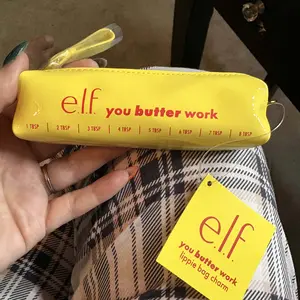 e.l.f. you butter work
1 TBSP | 2 TBSP | 3 TBSP | 4 TBSP | 5 TBSP | 6 TBSP | 7 TBSP | 8 TBSP
e.l.f.
you butter work
lippie bag charm